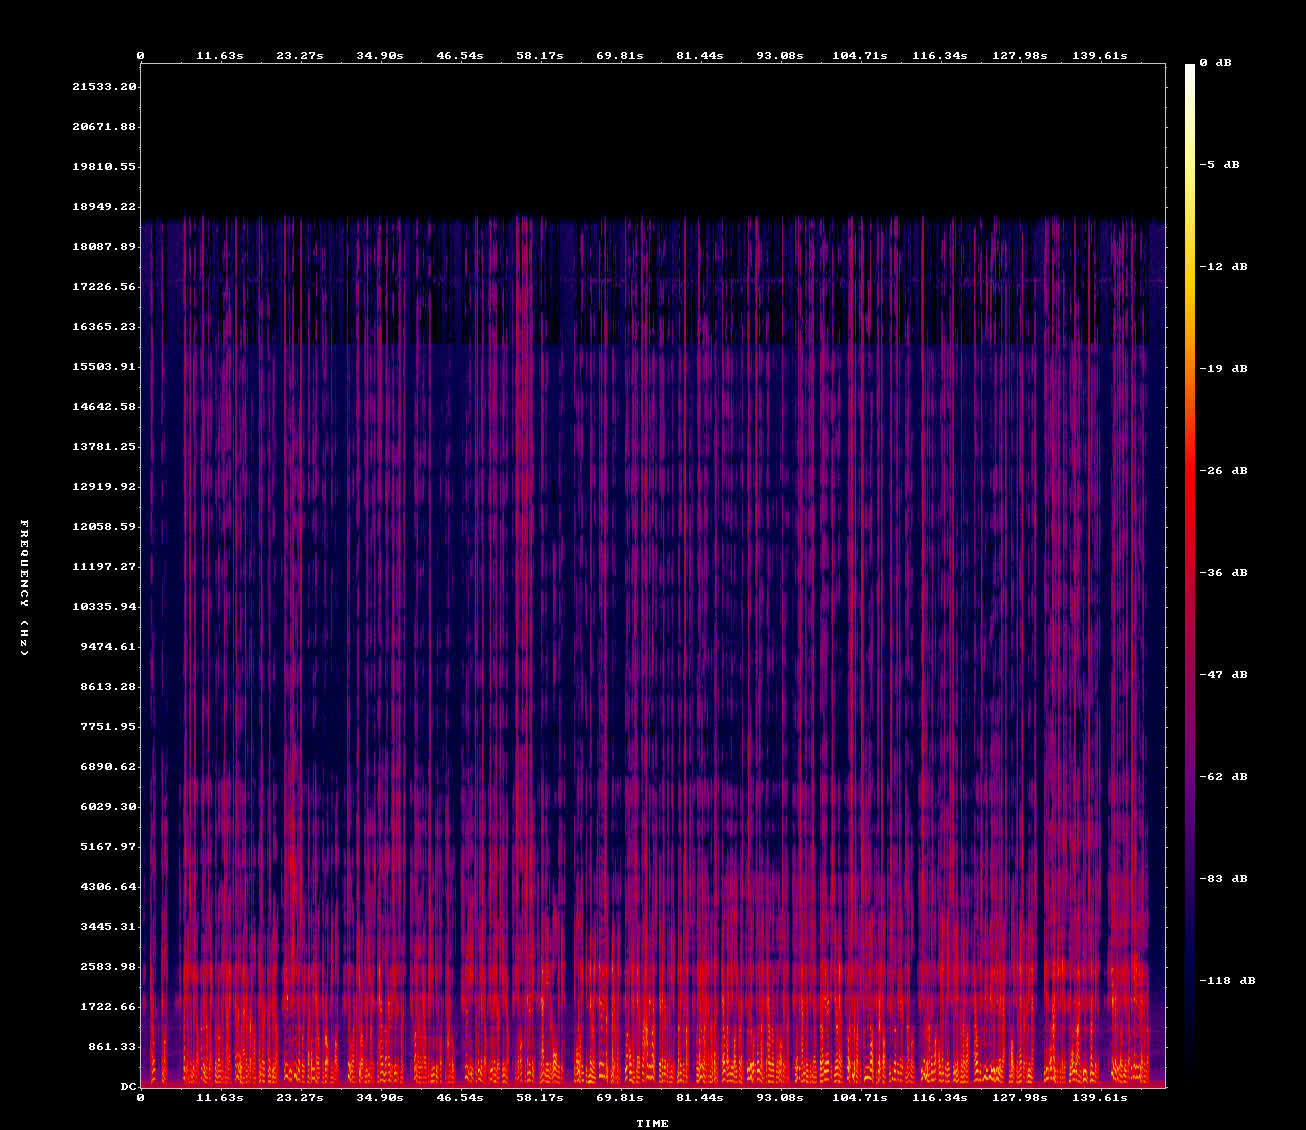 0 11.63s 23.27s 34.90s 46.54s 58.17s 69.81s 81.44s 93.08s 104.71s 116.34s 127.98s 139.61s
21533.20
20671.88
19810.55
18949.22
18087.89
17226.56
16365.23
15503.91
14642.58
13781.25
12919.92
12058.59
11197.27
10335.94
9474.61
8613.28
7751.95
6890.62
6029.30
5167.97
4306.64
3445.31
2583.98
1722.66
861.33
DC
FREQUENCY (Hz)
0 dB
-5 dB
-12 dB
-19 dB
-26 dB
-36 dB
-47 dB
-62 dB
-83 dB
-118 dB
0 11.63s 23.27s 34.90s 46.54s 58.17s 69.81s 81.44s 93.08s 104.71s 116.34s 127.98s 139.61s
TIME